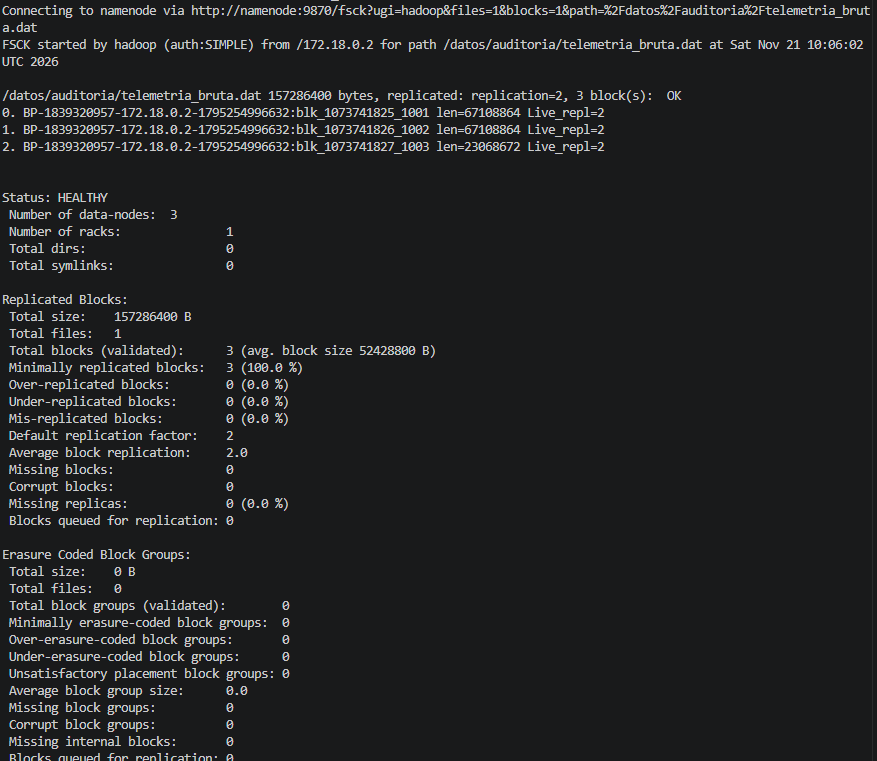 Connecting to namenode via http://namenode:9870/fsck?ugi=hadoop&files=1&blocks=1&path=%2Fdatos%2Fauditoria%2Ftelemetria_brut
a.dat
FSCK started by hadoop (auth:SIMPLE) from /172.18.0.2 for path /datos/auditoria/telemetria_bruta.dat at Sat Nov 21 10:06:02
UTC 2026
/datos/auditoria/telemetria_bruta.dat 157286400 bytes, replicated: replication=2, 3 block(s):  OK
0. BP-1839320957-172.18.0.2-1795254996632:blk_1073741825_1001 len=67108864 Live_repl=2
1. BP-1839320957-172.18.0.2-1795254996632:blk_1073741826_1002 len=67108864 Live_repl=2
2. BP-1839320957-172.18.0.2-1795254996632:blk_1073741827_1003 len=23068672 Live_repl=2
Status: HEALTHY
Number of data-nodes: 3
Number of racks: 1
Total dirs: 0
Total symlinks: 0
Replicated Blocks:
Total size: 157286400 B
Total files: 1
Total blocks (validated): 3 (avg. block size 52428800 B)
Minimally replicated blocks: 3 (100.0 %)
Over-replicated blocks: 0 (0.0 %)
Under-replicated blocks: 0 (0.0 %)
Mis-replicated blocks: 0 (0.0 %)
Default replication factor: 2
Average block replication: 2.0
Missing blocks: 0
Corrupt blocks: 0
Missing replicas: 0 (0.0 %)
Blocks queued for replication: 0
Erasure Coded Block Groups:
Total size: 0 B
Total files: 0
Total block groups (validated): 0
Minimally erasure-coded block groups: 0
Over-erasure-coded block groups: 0
Under-erasure-coded block groups: 0
Unsatisfactory placement block groups: 0
Average block group size: 0.0
Missing block groups: 0
Corrupt block groups: 0
Missing internal blocks: 0
Blocks queued for replication: 0